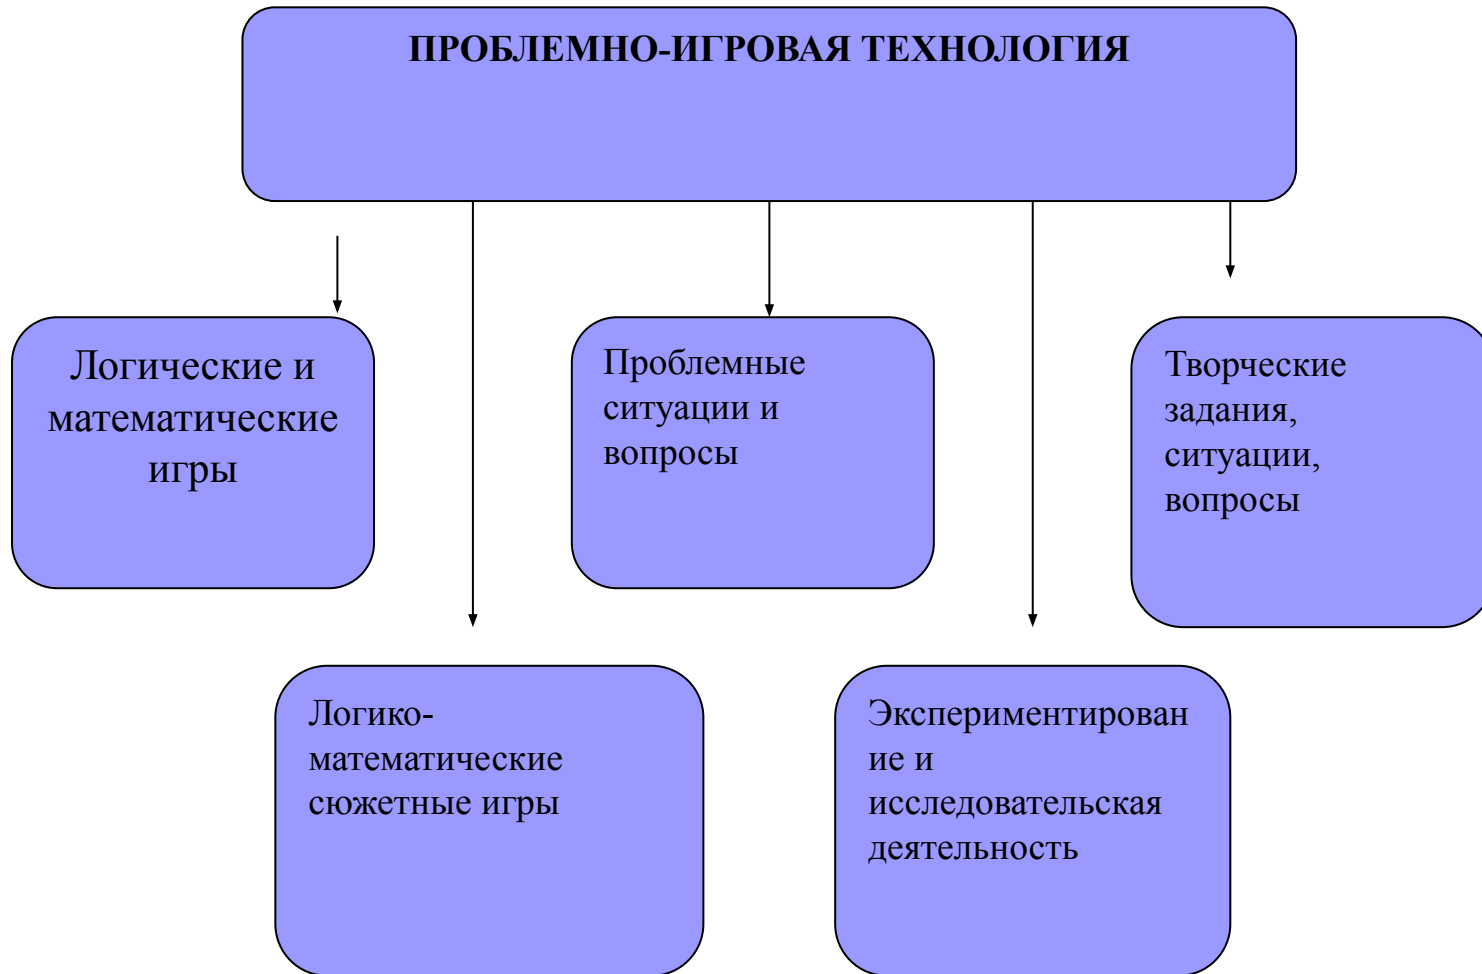 ПРОБЛЕМНО-ИГРОВАЯ ТЕХНОЛОГИЯ
Логические и
математические
игры
Проблемные
ситуации и
вопросы
Творческие
задания,
ситуации,
вопросы
Логико-
математические
сюжетные игры
Экспериментирован
ие и
исследовательская
деятельность